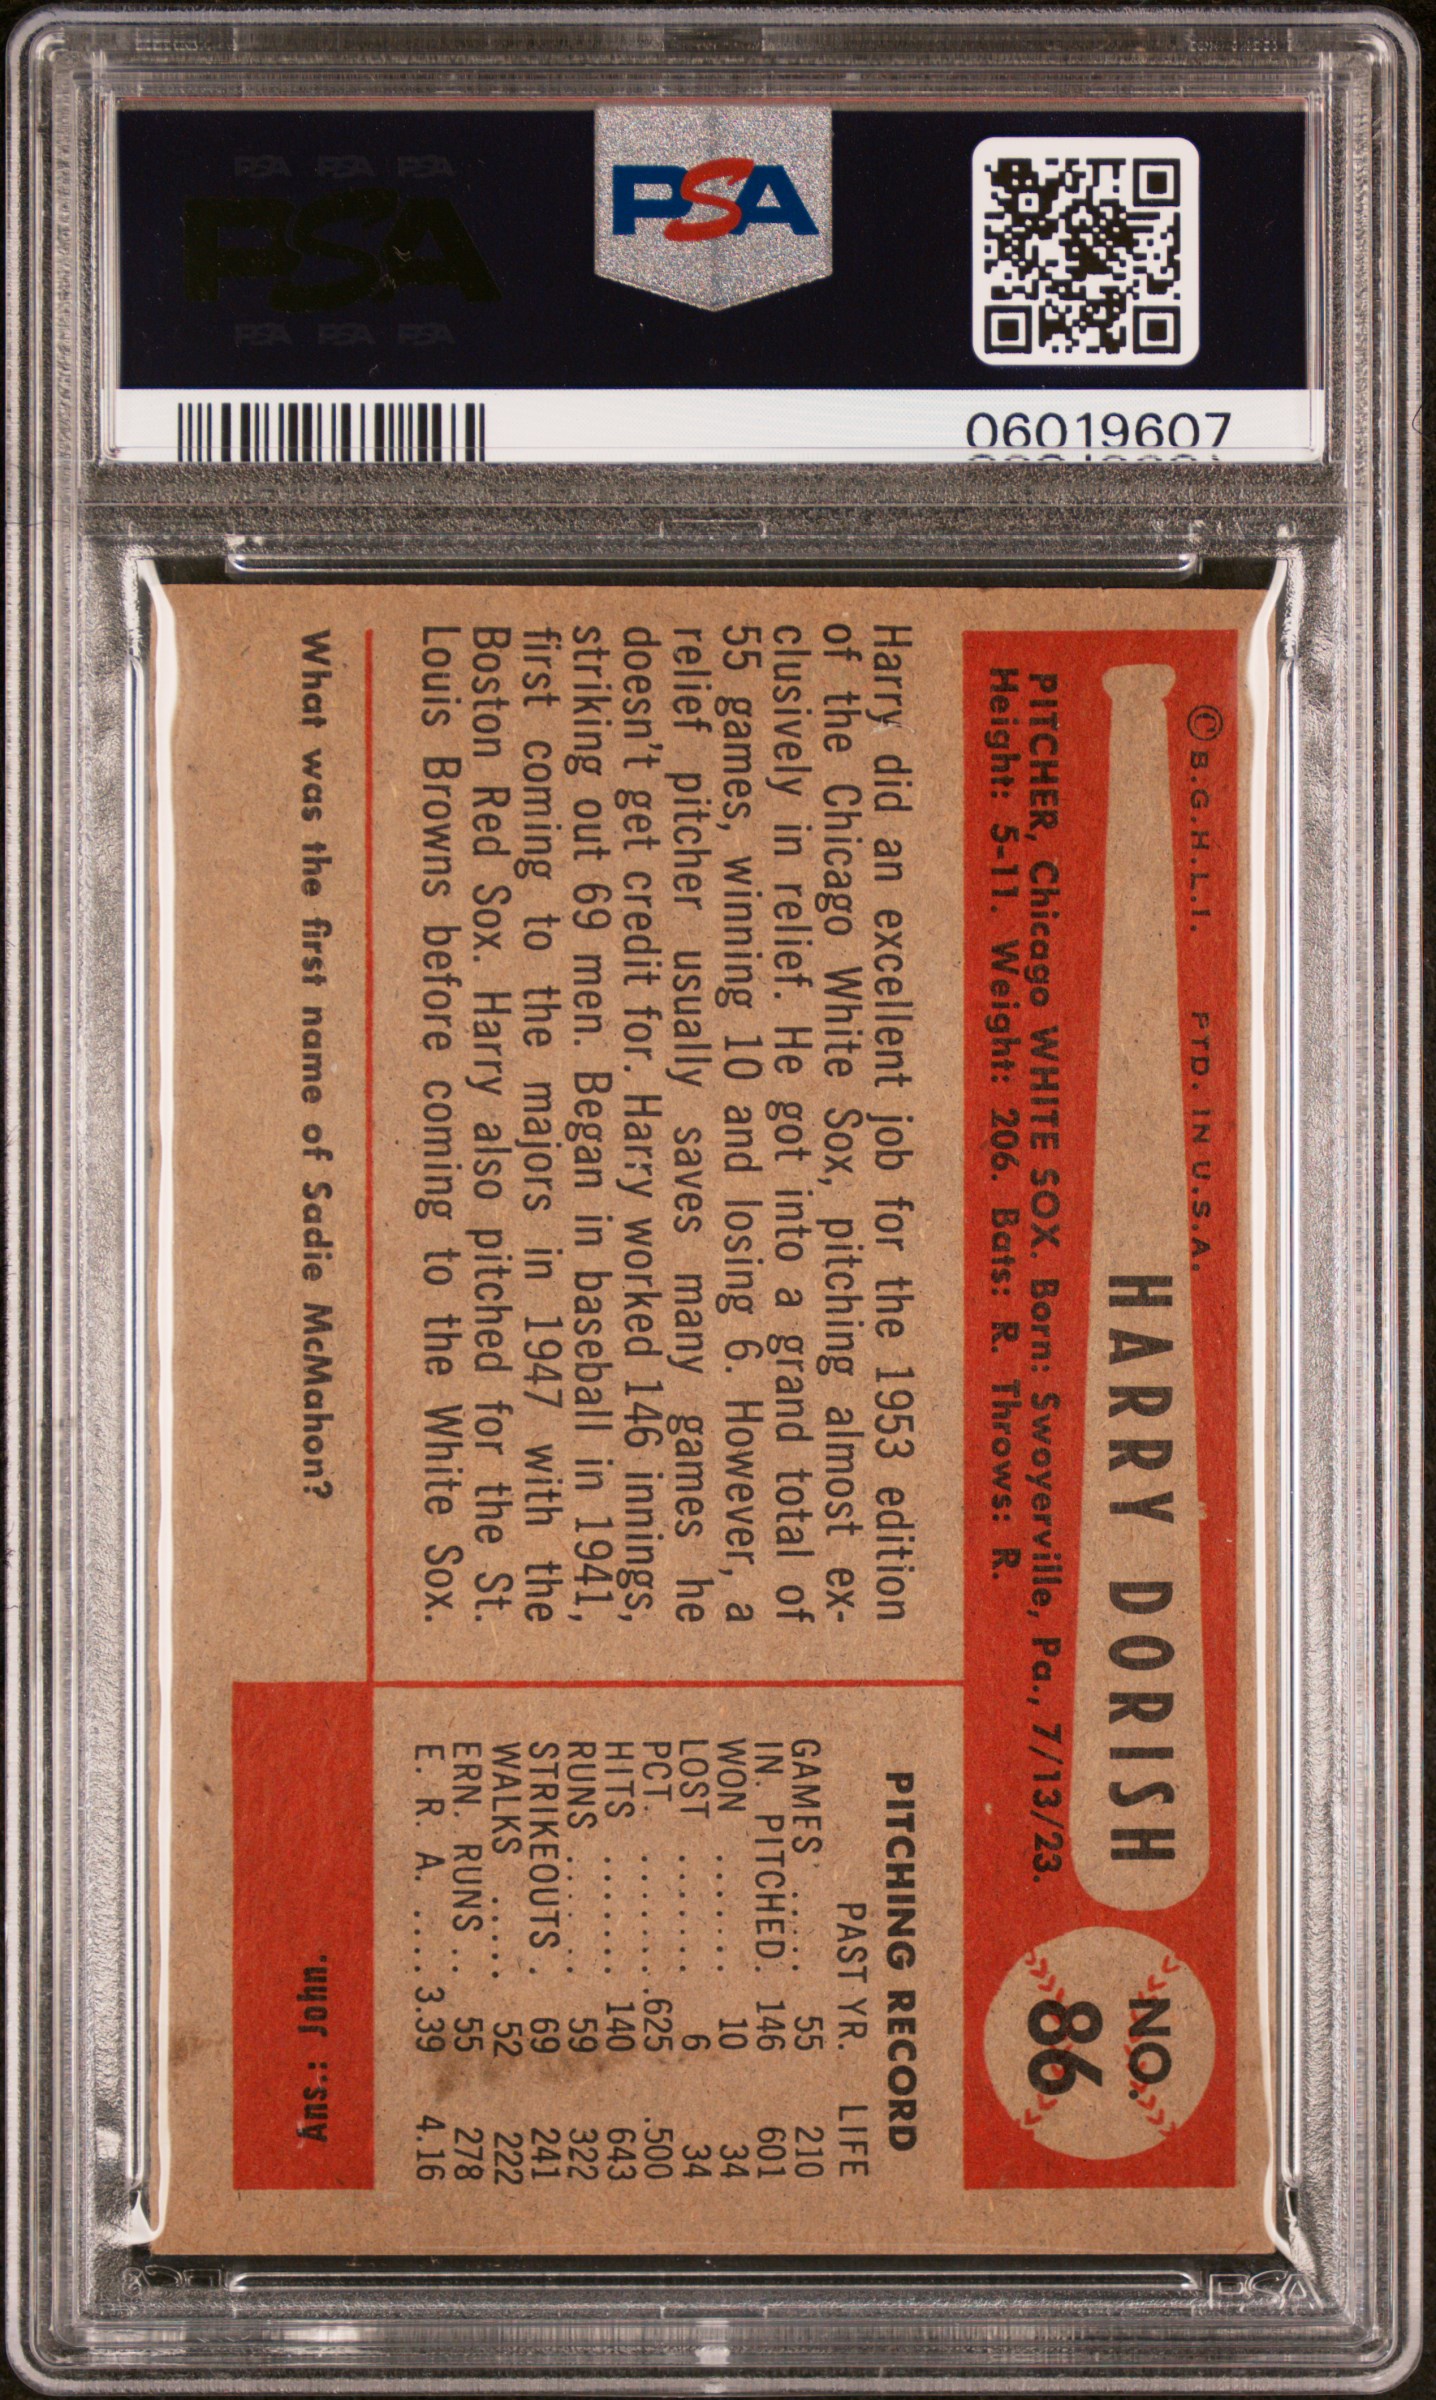 PSA PSA PSA
PSA
PSA PSA PSA
PSA
06019607
© B.G.H.L.I. PTD. IN U.S.A.
HARRY DORISH
NO.
86
PITCHER, Chicago WHITE SOX. Born: Swoyerville, Pa., 7/13/23.
Height: 5-11. Weight: 206. Bats: R. Throws: R.
Harry did an excellent job for the 1953 edition
of the Chicago White Sox, pitching almost ex-
clusively in relief. He got into a grand total of
55 games, winning 10 and losing 6. However, a
relief pitcher usually saves many games he
doesn't get credit for. Harry worked 146 innings,
striking out 69 men. Began in baseball in 1941,
first coming to the majors in 1947 with the
Boston Red Sox. Harry also pitched for the St.
Louis Browns before coming to the White Sox.
PITCHING RECORD
PAST YR. LIFE
GAMES ..... 55 210
IN. PITCHED. 146 601
WON ...... 10 34
LOST ...... 6 34
PCT. ...... .625 .500
HITS ...... 140 643
RUNS ...... 59 322
STRIKEOUTS . 69 241
WALKS ..... 52 222
ERN. RUNS .. 55 278
E. R. A. .... 3.39 4.16
What was the first name of Sadie McMahon?
Ans.: John.
PSA